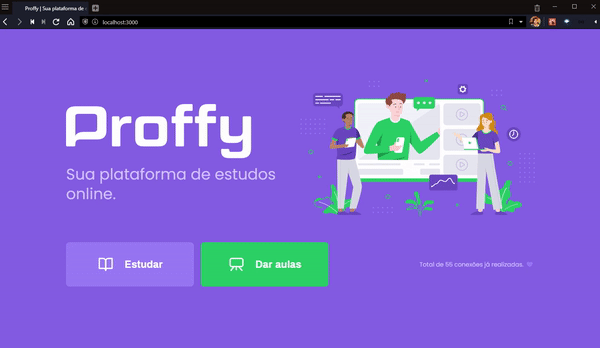 Proffy | Sua plataforma de
localhost:3000
Proffy
Sua plataforma de estudos
online.
Estudar
Dar aulas
Total de 55 conexões já realizadas.